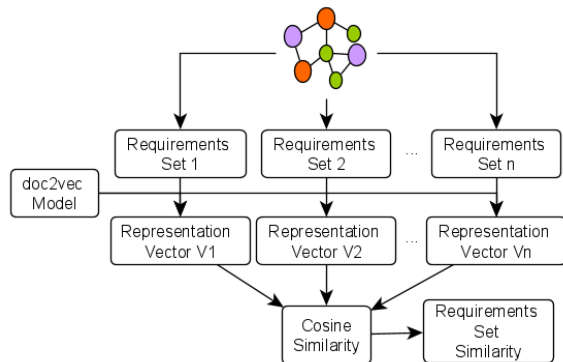 Requirements
Set 1
Requirements
Set 2
...
Requirements
Set n
doc2vec
Model
Representation
Vector V1
Representation
Vector V2
...
Representation
Vector Vn
Cosine
Similarity
Requirements
Set
Similarity